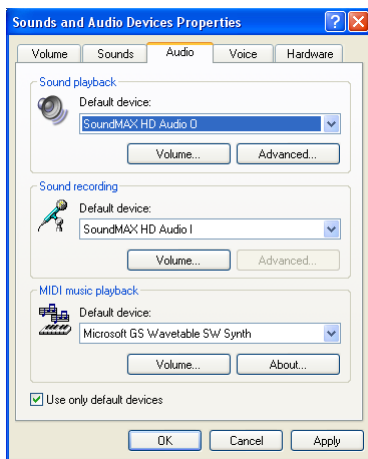 Sounds and Audio Devices Properties
Volume Sounds Audio Voice Hardware
Sound playback
Default device:
SoundMAX HD Audio O
Volume... Advanced...
Sound recording
Default device:
SoundMAX HD Audio I
Volume... Advanced...
MIDI music playback
Default device:
Microsoft GS Wavetable SW Synth
Volume... About...
Use only default devices
OK Cancel Apply